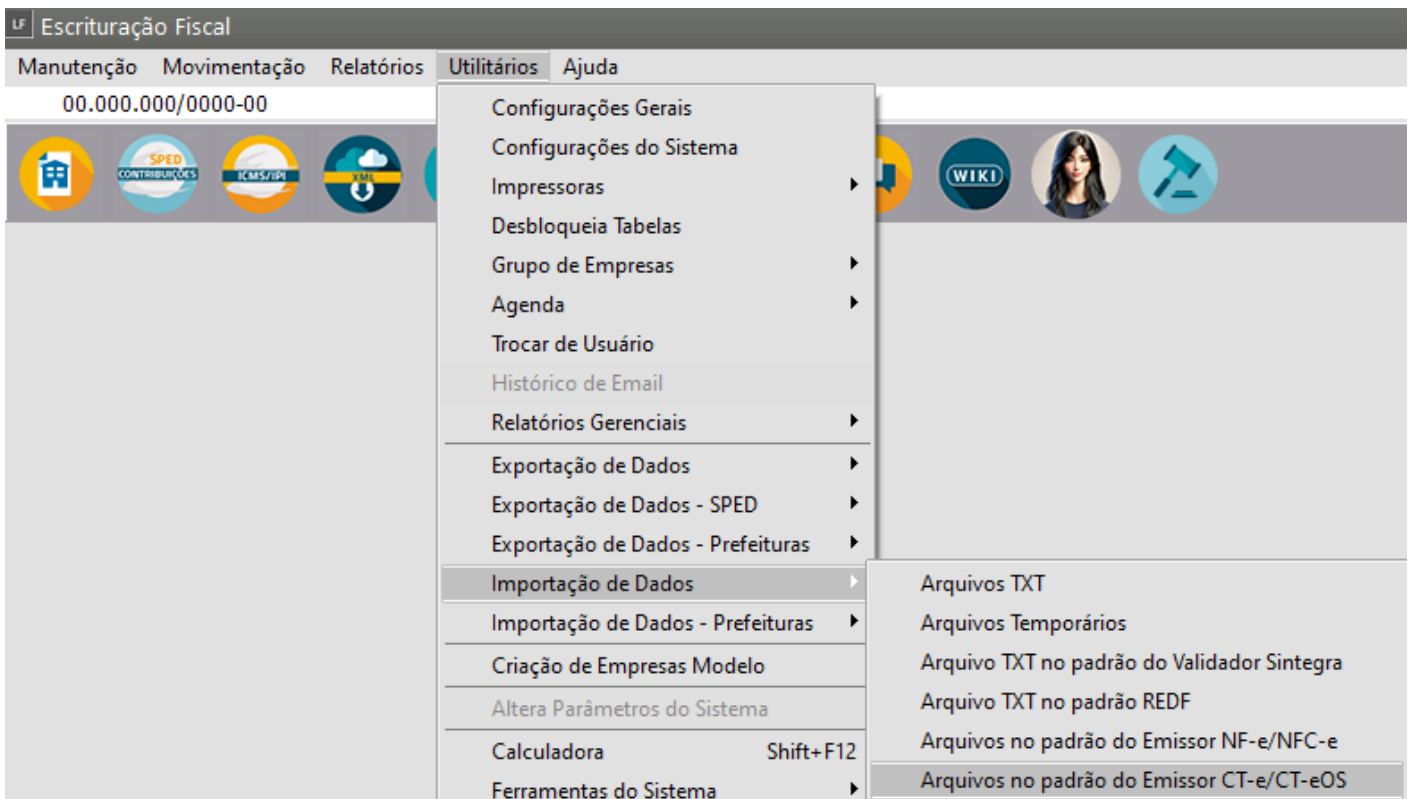 LF Escrituração Fiscal
Manutenção Movimentação Relatórios Utilitários Ajuda
00.000.000/0000-00
SPED
CONTRIBUIÇÕES
ICMS/IPI
XML
WIKI
Configurações Gerais
Configurações do Sistema
Impressoras
Desbloqueia Tabelas
Grupo de Empresas
Agenda
Trocar de Usuário
Histórico de Email
Relatórios Gerenciais
Exportação de Dados
Exportação de Dados - SPED
Exportação de Dados - Prefeituras
Importação de Dados
Importação de Dados - Prefeituras
Criação de Empresas Modelo
Altera Parâmetros do Sistema
Calculadora Shift+F12
Ferramentas do Sistema
Arquivos TXT
Arquivos Temporários
Arquivo TXT no padrão do Validador Sintegra
Arquivo TXT no padrão REDF
Arquivos no padrão do Emissor NF-e/NFC-e
Arquivos no padrão do Emissor CT-e/CT-eOS